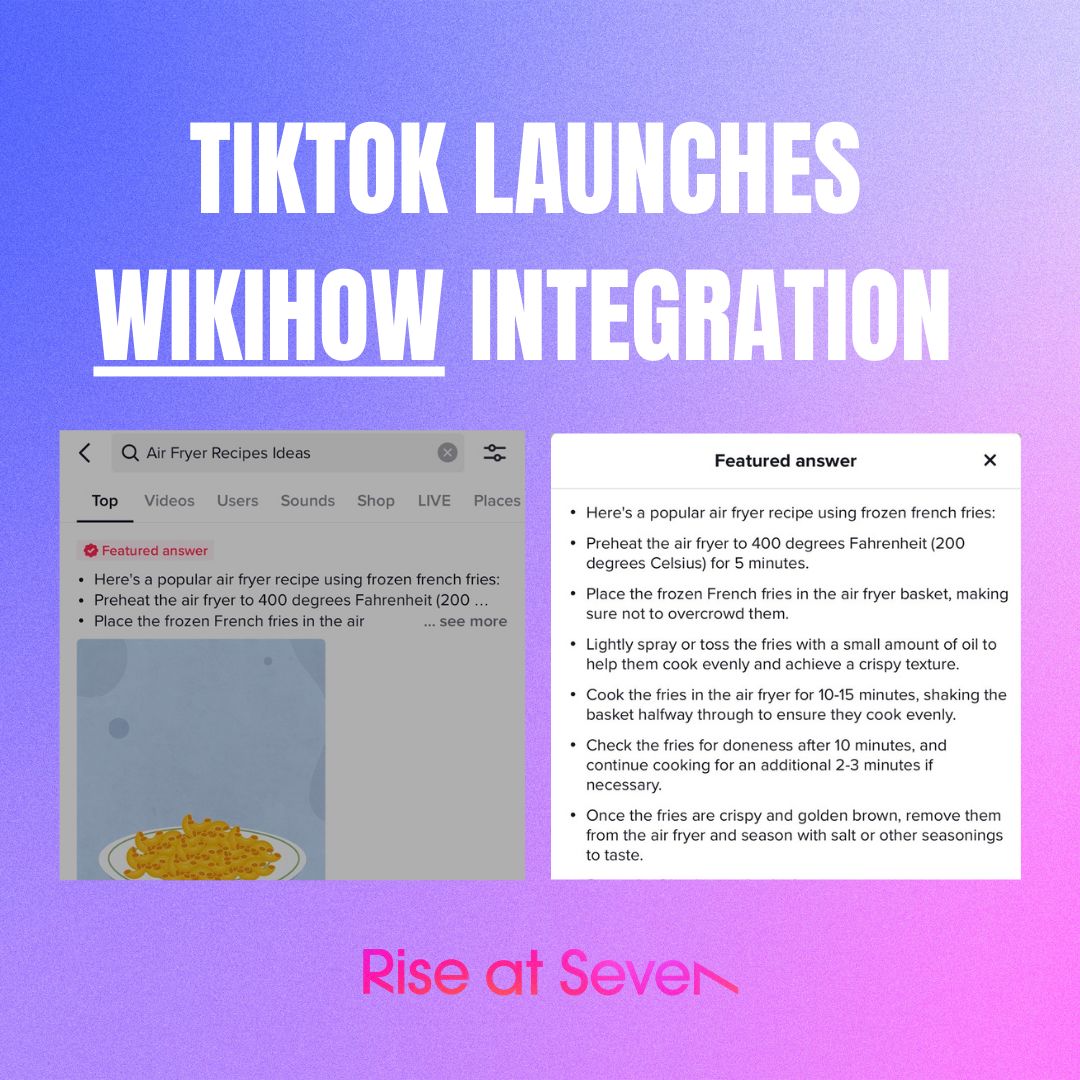 TIKTOK LAUNCHES
WIKIHOW INTEGRATION
Air Fryer Recipes Ideas
Top Videos Users Sounds Shop LIVE Places
Featured answer
• Here's a popular air fryer recipe using frozen french fries:
• Preheat the air fryer to 400 degrees Fahrenheit (200 ...
• Place the frozen French fries in the air ... see more
Featured answer
• Here's a popular air fryer recipe using frozen french fries:
• Preheat the air fryer to 400 degrees Fahrenheit (200
degrees Celsius) for 5 minutes.
• Place the frozen French fries in the air fryer basket, making
sure not to overcrowd them.
• Lightly spray or toss the fries with a small amount of oil to
help them cook evenly and achieve a crispy texture.
• Cook the fries in the air fryer for 10-15 minutes, shaking the
basket halfway through to ensure they cook evenly.
• Check the fries for doneness after 10 minutes, and
continue cooking for an additional 2-3 minutes if
necessary.
• Once the fries are crispy and golden brown, remove them
from the air fryer and season with salt or other seasonings
to taste.
Rise at Seven